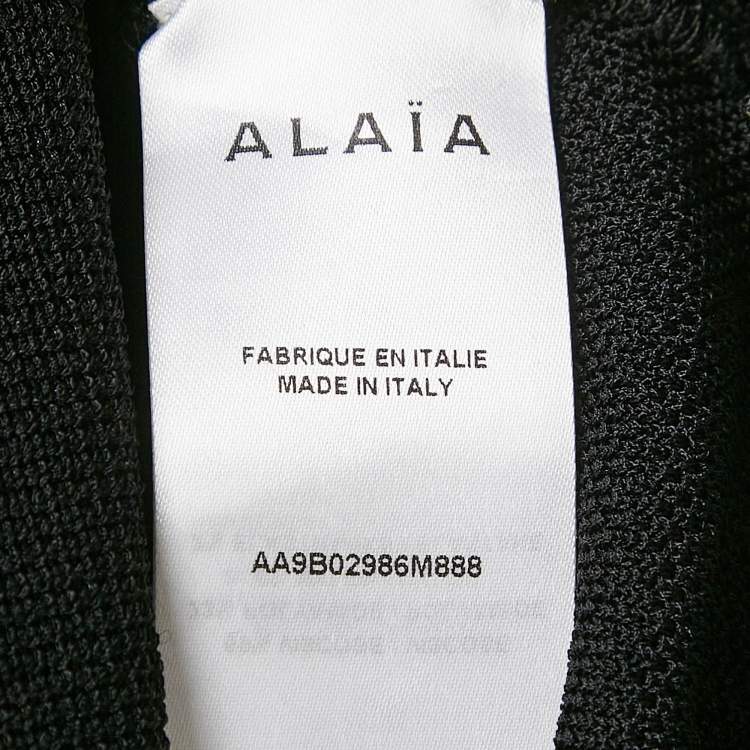 ALAÏA
FABRIQUE EN ITALIE
MADE IN ITALY
AA9B02986M888